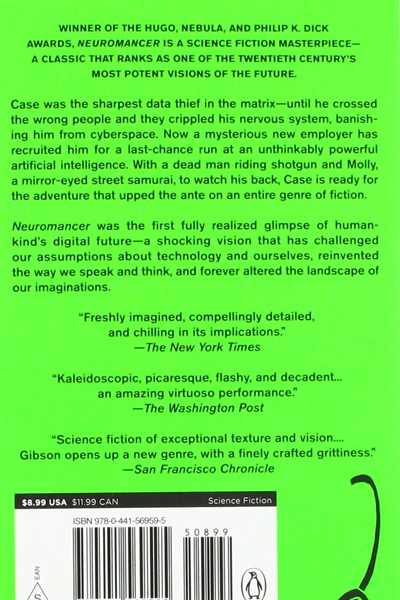 WINNER OF THE HUGO, NEBULA, AND PHILIP K. DICK
AWARDS, NEUROMANCER IS A SCIENCE FICTION MASTERPIECE—
A CLASSIC THAT RANKS AS ONE OF THE TWENTIETH CENTURY'S
MOST POTENT VISIONS OF THE FUTURE.
Case was the sharpest data thief in the matrix—until he crossed
the wrong people and they crippled his nervous system, banish-
ing him from cyberspace. Now a mysterious new employer has
recruited him for a last-chance run at an unthinkably powerful
artificial intelligence. With a dead man riding shotgun and Molly,
a mirror-eyed street samurai, to watch his back, Case is ready for
the adventure that upped the ante on an entire genre of fiction.
Neuromancer was the first fully realized glimpse of human-
kind's digital future—a shocking vision that has challenged
our assumptions about technology and ourselves, reinvented
the way we speak and think, and forever altered the landscape of
our imaginations.
“Freshly imagined, compellingly detailed,
and chilling in its implications.”
—The New York Times
“Kaleidoscopic, picaresque, flashy, and decadent...
an amazing virtuoso performance.”
—The Washington Post
“Science fiction of exceptional texture and vision....
Gibson opens up a new genre, with a finely crafted grittiness.”
—San Francisco Chronicle
$8.99 USA $11.99 CAN Science Fiction
ISBN 978-0-441-56959-5
50899
EAN
S